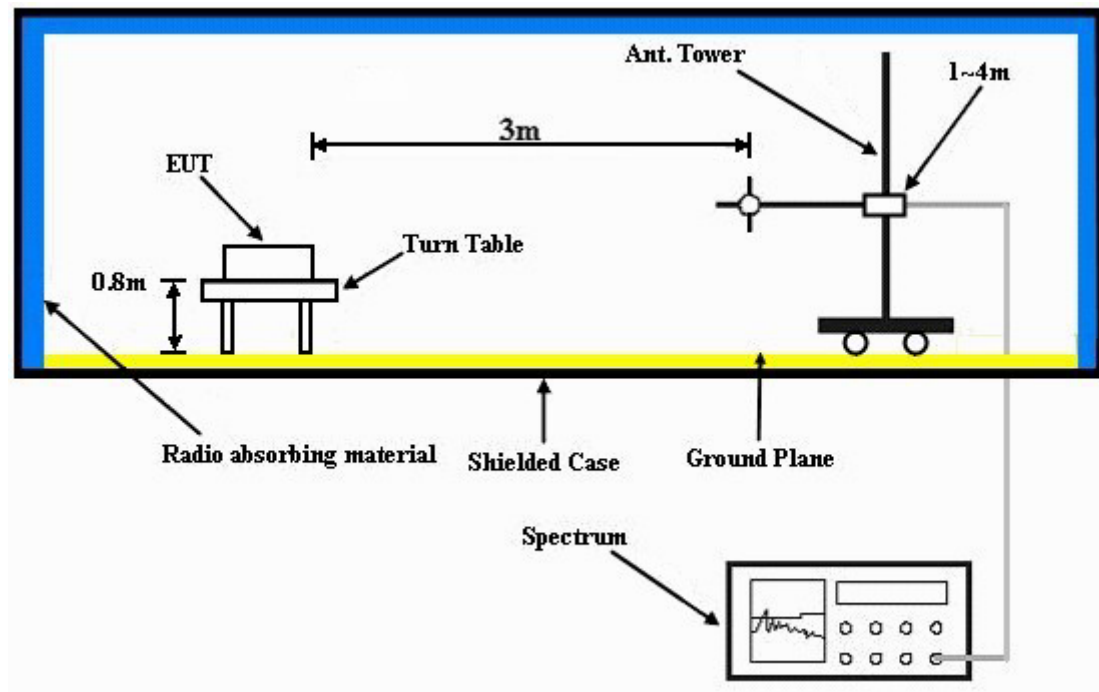 Ant. Tower
1~4m
3m
EUT
Turn Table
0.8m
Radio absorbing material
Shielded Case
Ground Plane
Spectrum